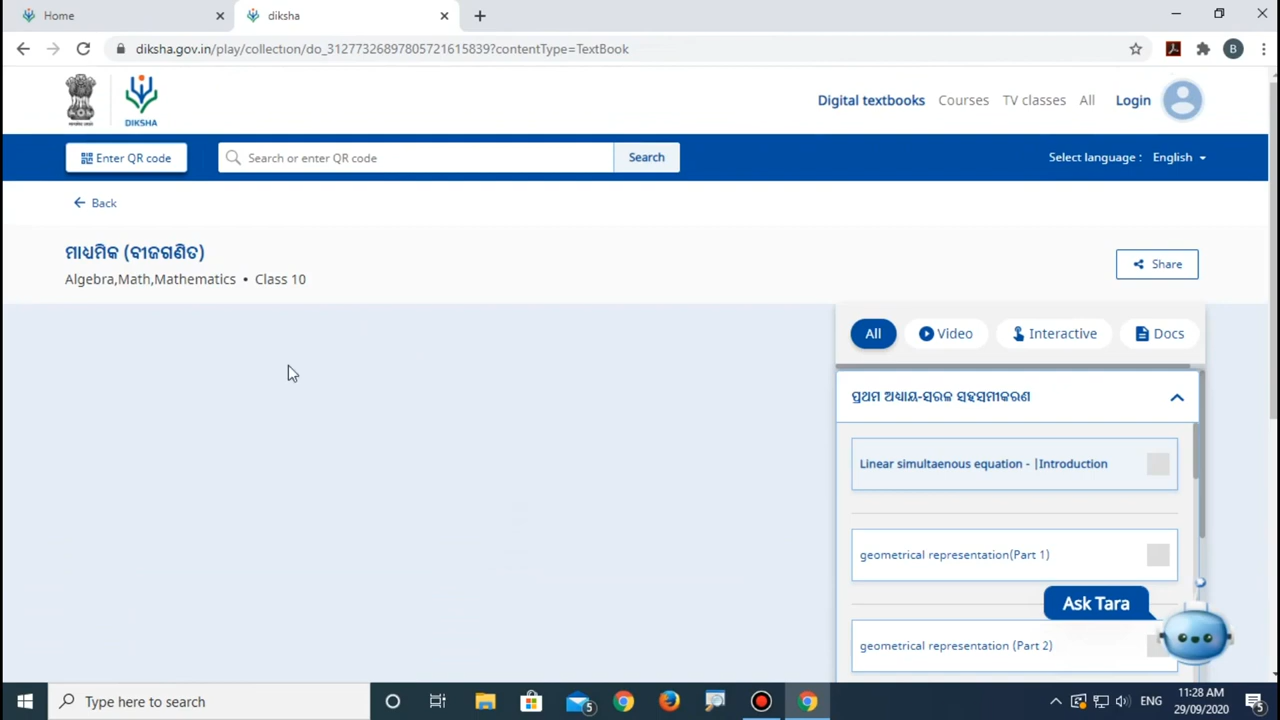 Home
diksha
diksha.gov.in/play/collection/do_31277326897805721615839?contentType=TextBook
B
DIKSHA
Digital textbooks Courses TV classes All Login
Enter QR code
Search or enter QR code
Search
Select language : English
Back
ମାଧ୍ୟମିକ (ବୀଜଗଣିତ)
Algebra,Math,Mathematics • Class 10
Share
All Video Interactive Docs
ପ୍ରଥମ ଅଧ୍ୟାୟ-ସରଳ ସହସମୀକରଣ
Linear simultaenous equation - |Introduction
geometrical representation(Part 1)
Ask Tara
geometrical representation (Part 2)
Type here to search
5
ENG
11:28 AM
29/09/2020
5